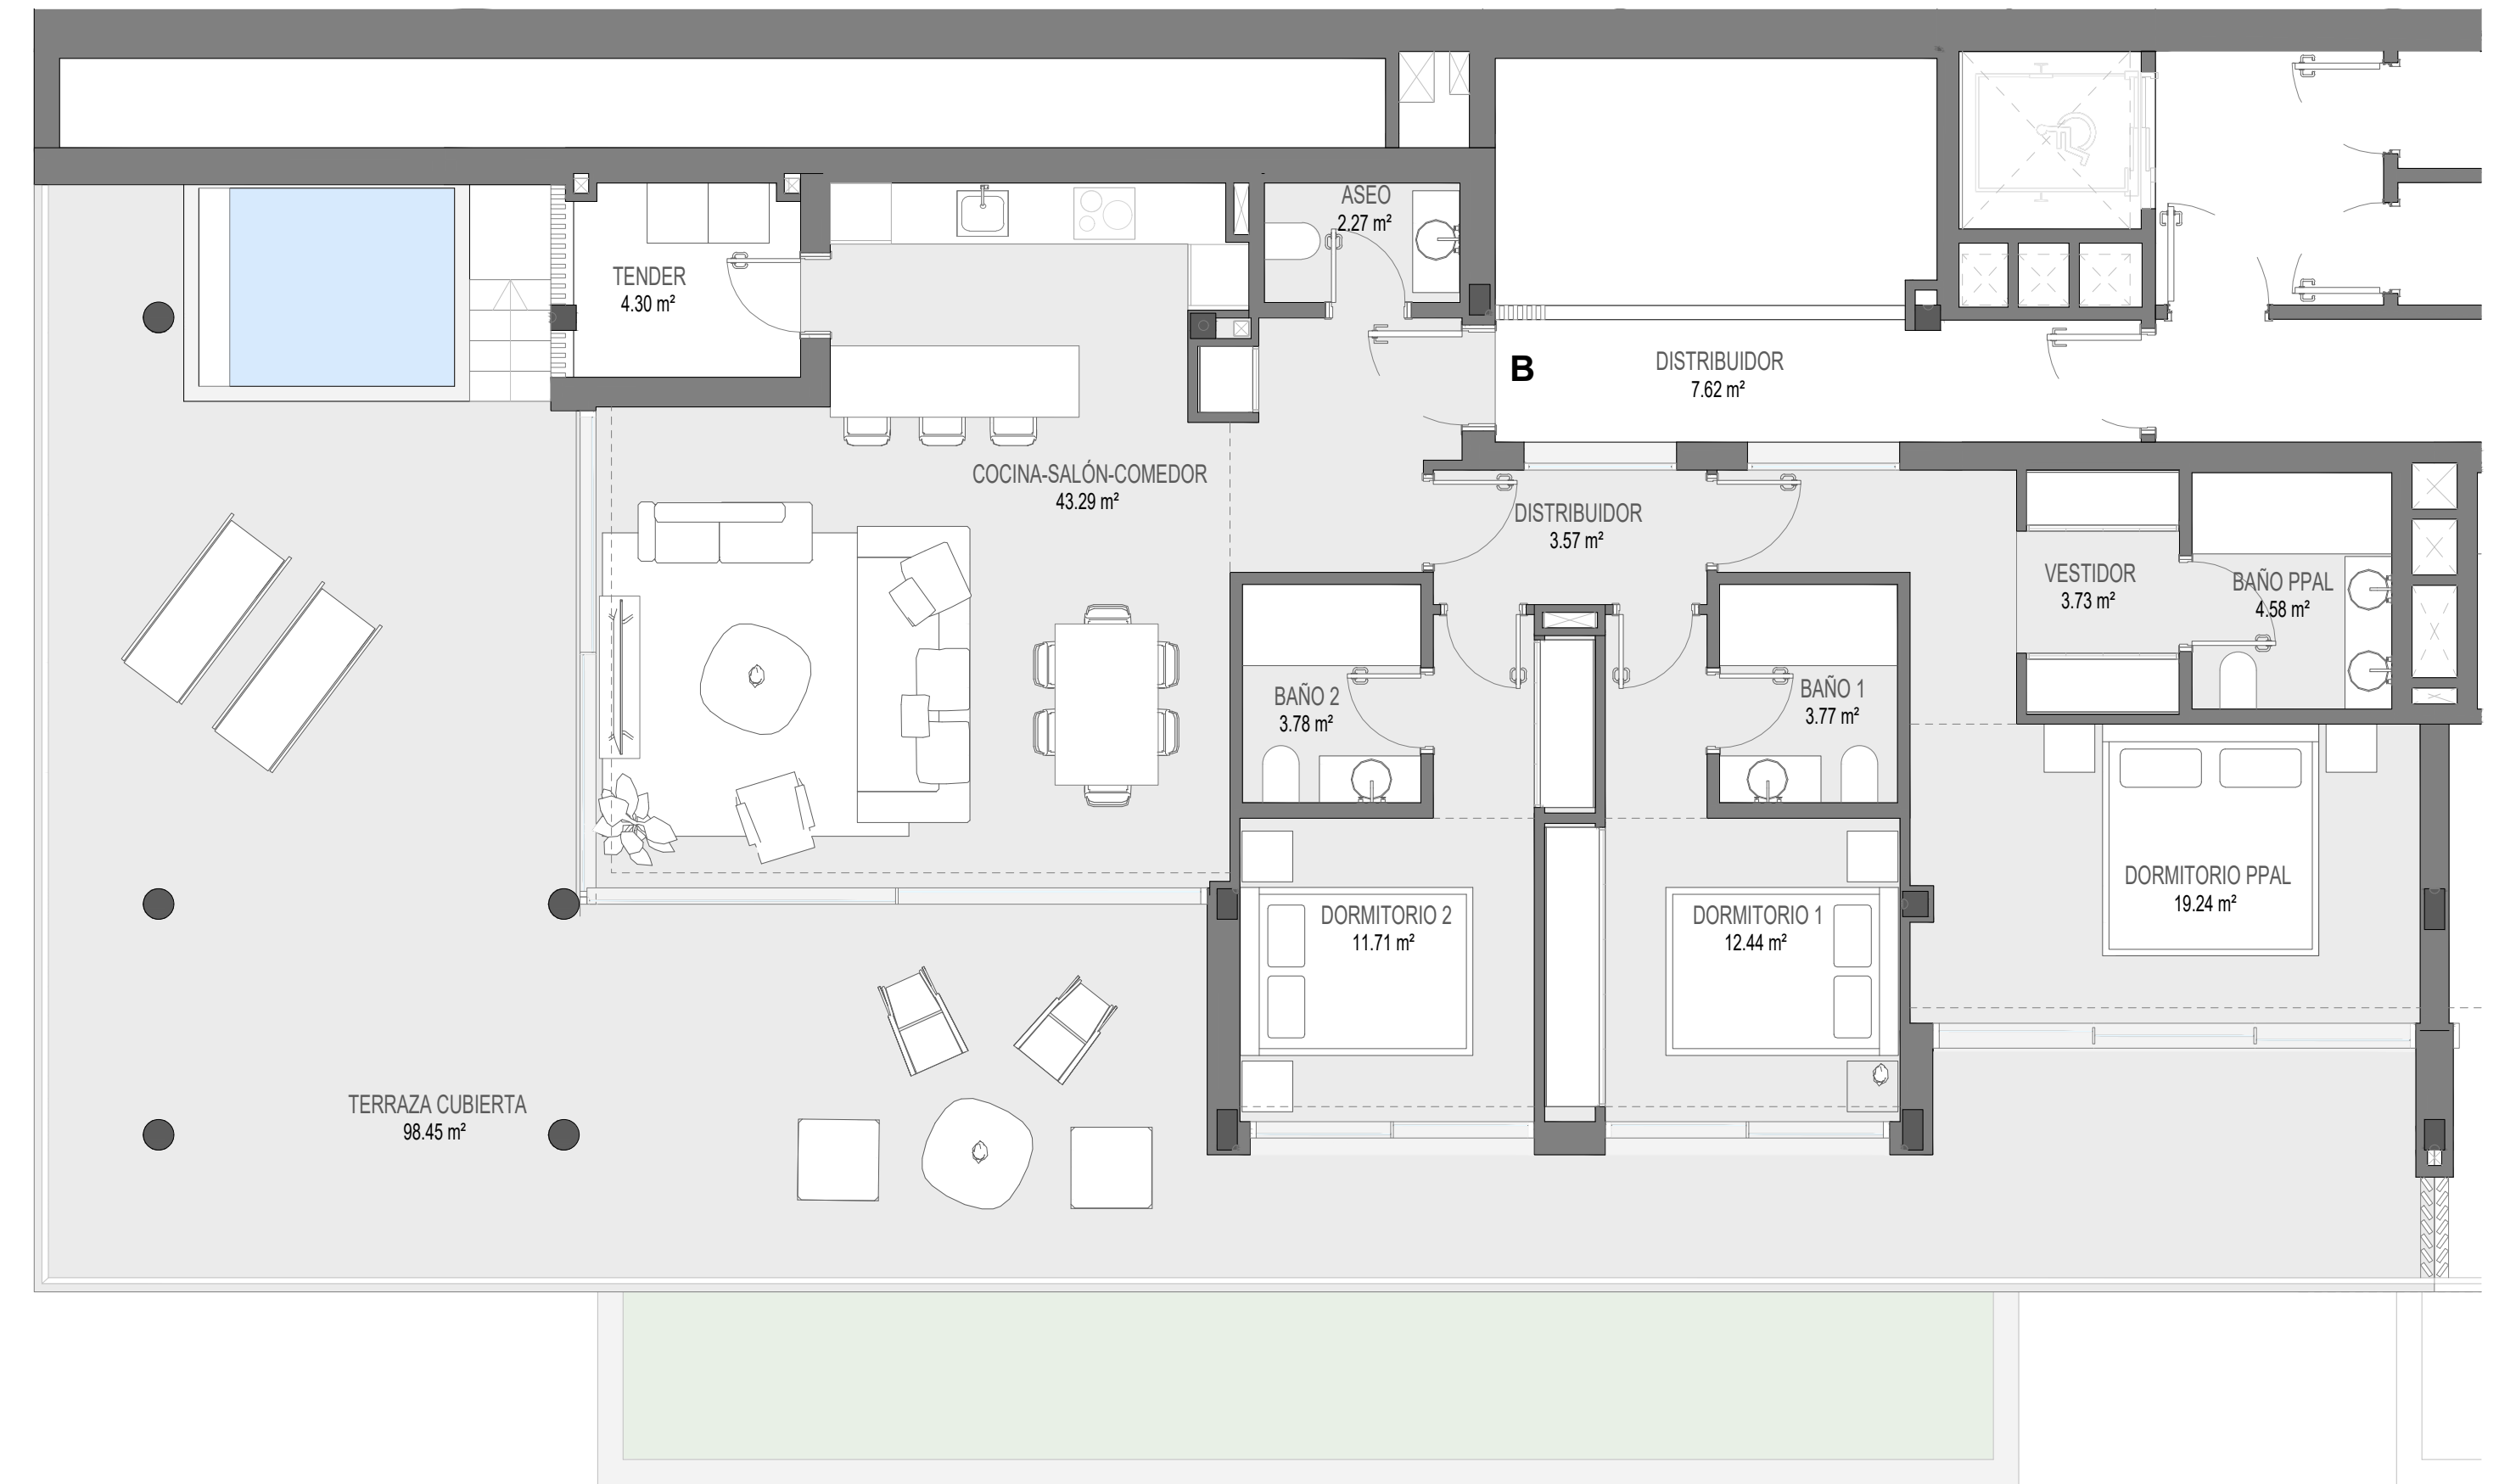 ASEO
2.27 m²
TENDER
4.30 m²
B
DISTRIBUIDOR
7.62 m²
COCINA-SALÓN-COMEDOR
43.29 m²
DISTRIBUIDOR
3.57 m²
VESTIDOR
3.73 m²
BAÑO PPAL
4.58 m²
BAÑO 2
3.78 m²
BAÑO 1
3.77 m²
DORMITORIO PPAL
19.24 m²
DORMITORIO 2
11.71 m²
DORMITORIO 1
12.44 m²
TERRAZA CUBIERTA
98.45 m²